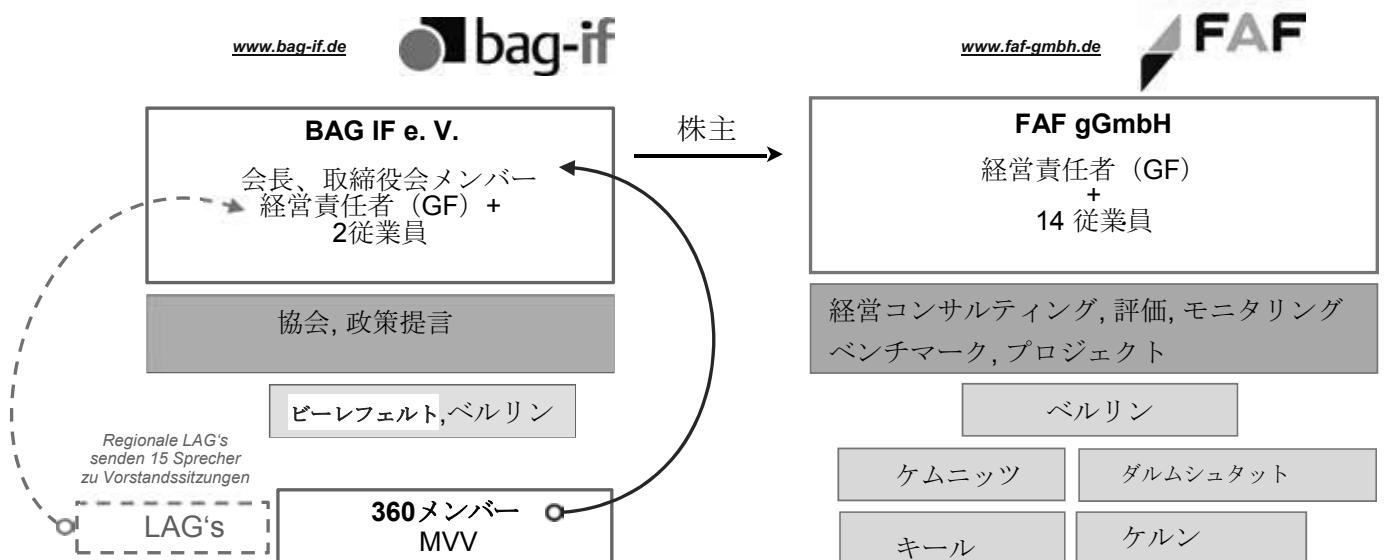 www.bag-if.de
bag-if
BAG IF e. V.
会長、取締役会メンバー
経営責任者（GF）+
2従業員
協会, 政策提言
ビーレフェルト,ベルリン
Regionale LAG‘s
senden 15 Sprecher
zu Vorstandssitzungen
LAG‘s
360メンバー
MVV
株主
www.faf-gmbh.de
FAF
FAF gGmbH
経営責任者（GF）
+
14 従業員
経営コンサルティング, 評価, モニタリング
ベンチマーク, プロジェクト
ベルリン
ケムニッツ
ダルムシュタット
キール
ケルン